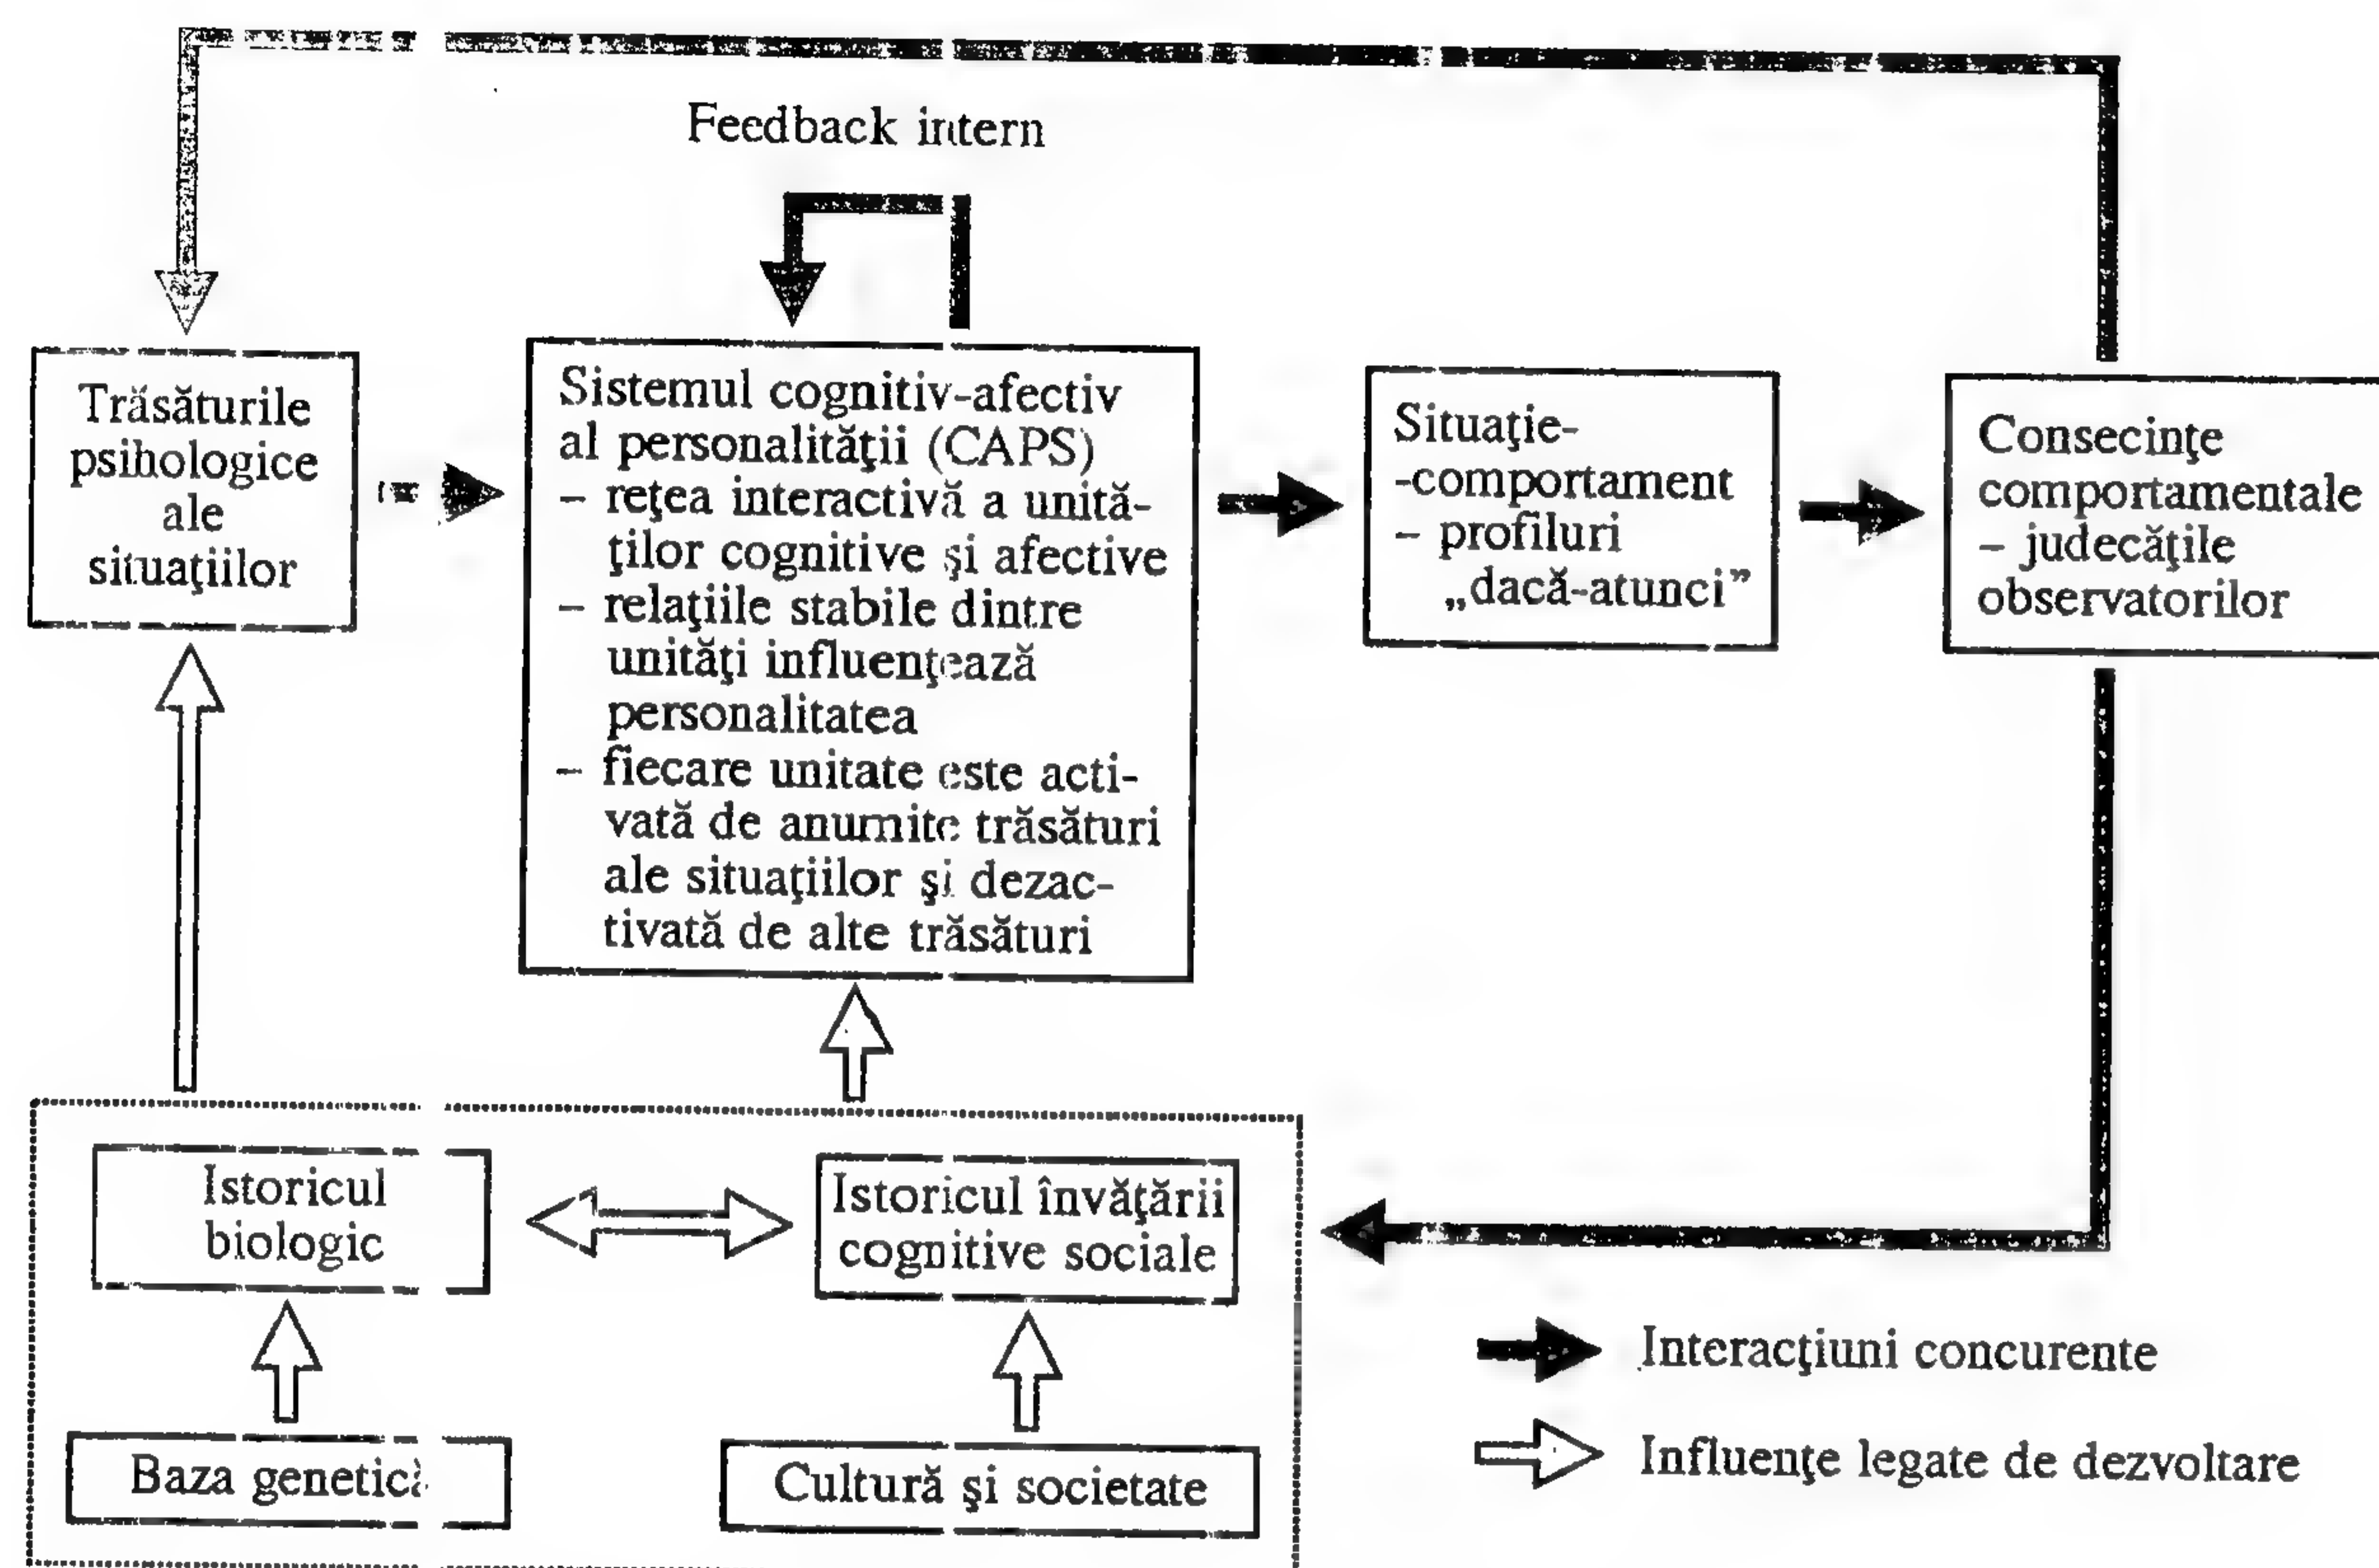 Feedback intern
Trăsăturile
psihologice
ale
situaţiilor
Sistemul cognitiv-afectiv
al personalităţii (CAPS)
– reţea interactivă a unită-
ţilor cognitive şi afective
– relaţiile stabile dintre
unităţi influenţează
personalitatea
– fiecare unitate este acti-
vată de anumite trăsături
ale situaţiilor şi dezac-
tivată de alte trăsături
Situaţie-
-comportament
– profiluri
„dacă-atunci”
Consecinţe
comportamentale
– judecăţile
observatorilor
Istoricul
biologic
Istoricul învăţării
cognitive sociale
Baza genetică
Cultură şi societate
Interacţiuni concurente
Influenţe legate de dezvoltare